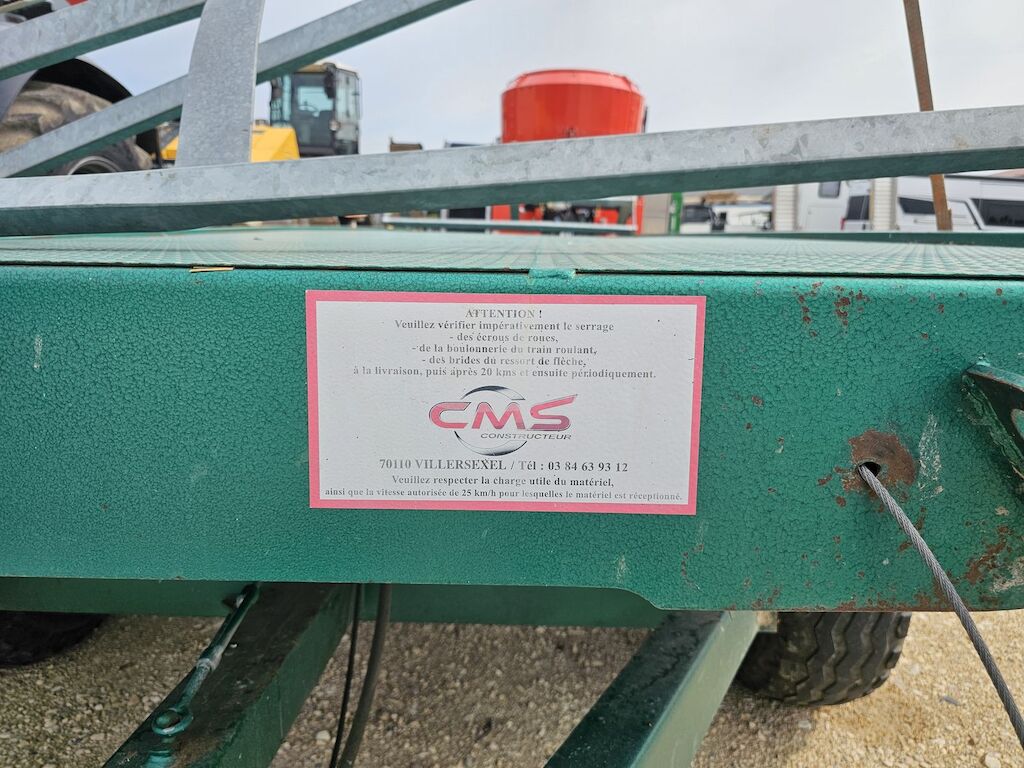 ATTENTION !
Veuillez vérifier impérativement le serrage
- des écrous de roues,
- de la boulonnerie du train roulant,
- des brides du ressort de flèche,
à la livraison, puis après 20 kms et ensuite périodiquement.
CMS
CONSTRUCTEUR
70110 VILLERSEXEL / Tél : 03 84 63 93 12
Veuillez respecter la charge utile du matériel,
ainsi que la vitesse autorisée de 25 km/h pour lesquelles le matériel est réceptionné.